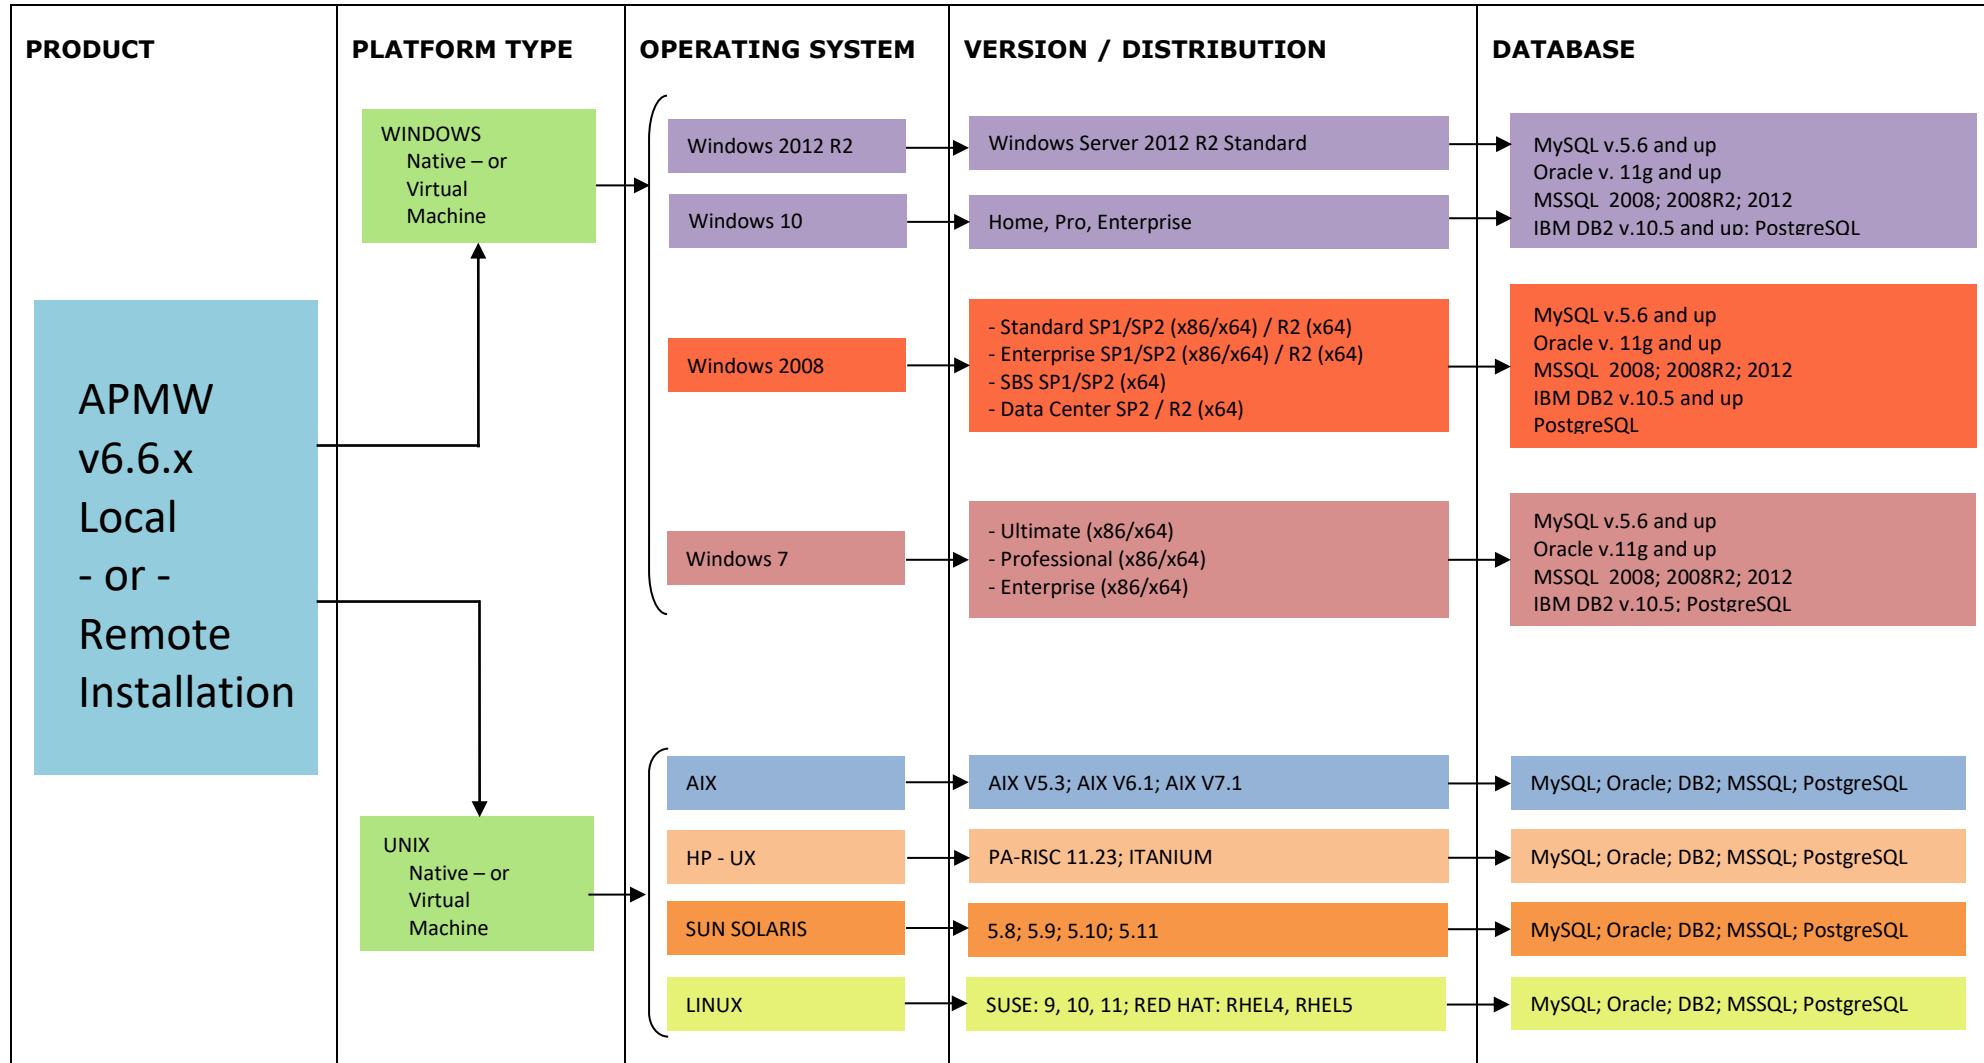 PRODUCT
PLATFORM TYPE
OPERATING SYSTEM
VERSION / DISTRIBUTION
DATABASE
APMW
v6.6.x
Local
- or -
Remote
Installation
WINDOWS
Native – or
Virtual
Machine
Windows 2012 R2
Windows Server 2012 R2 Standard
MySQL v.5.6 and up
Oracle v. 11g and up
MSSQL 2008; 2008R2; 2012
IBM DB2 v.10.5 and up; PostgreSQL
Windows 10
Home, Pro, Enterprise
Windows 2008
- Standard SP1/SP2 (x86/x64) / R2 (x64)
- Enterprise SP1/SP2 (x86/x64) / R2 (x64)
- SBS SP1/SP2 (x64)
- Data Center SP2 / R2 (x64)
MySQL v.5.6 and up
Oracle v. 11g and up
MSSQL 2008; 2008R2; 2012
IBM DB2 v.10.5 and up
PostgreSQL
Windows 7
- Ultimate (x86/x64)
- Professional (x86/x64)
- Enterprise (x86/x64)
MySQL v.5.6 and up
Oracle v.11g and up
MSSQL 2008; 2008R2; 2012
IBM DB2 v.10.5; PostgreSQL
UNIX
Native – or
Virtual
Machine
AIX
AIX V5.3; AIX V6.1; AIX V7.1
MySQL; Oracle; DB2; MSSQL; PostgreSQL
HP - UX
PA-RISC 11.23; ITANIUM
MySQL; Oracle; DB2; MSSQL; PostgreSQL
SUN SOLARIS
5.8; 5.9; 5.10; 5.11
MySQL; Oracle; DB2; MSSQL; PostgreSQL
LINUX
SUSE: 9, 10, 11; RED HAT: RHEL4, RHEL5
MySQL; Oracle; DB2; MSSQL; PostgreSQL